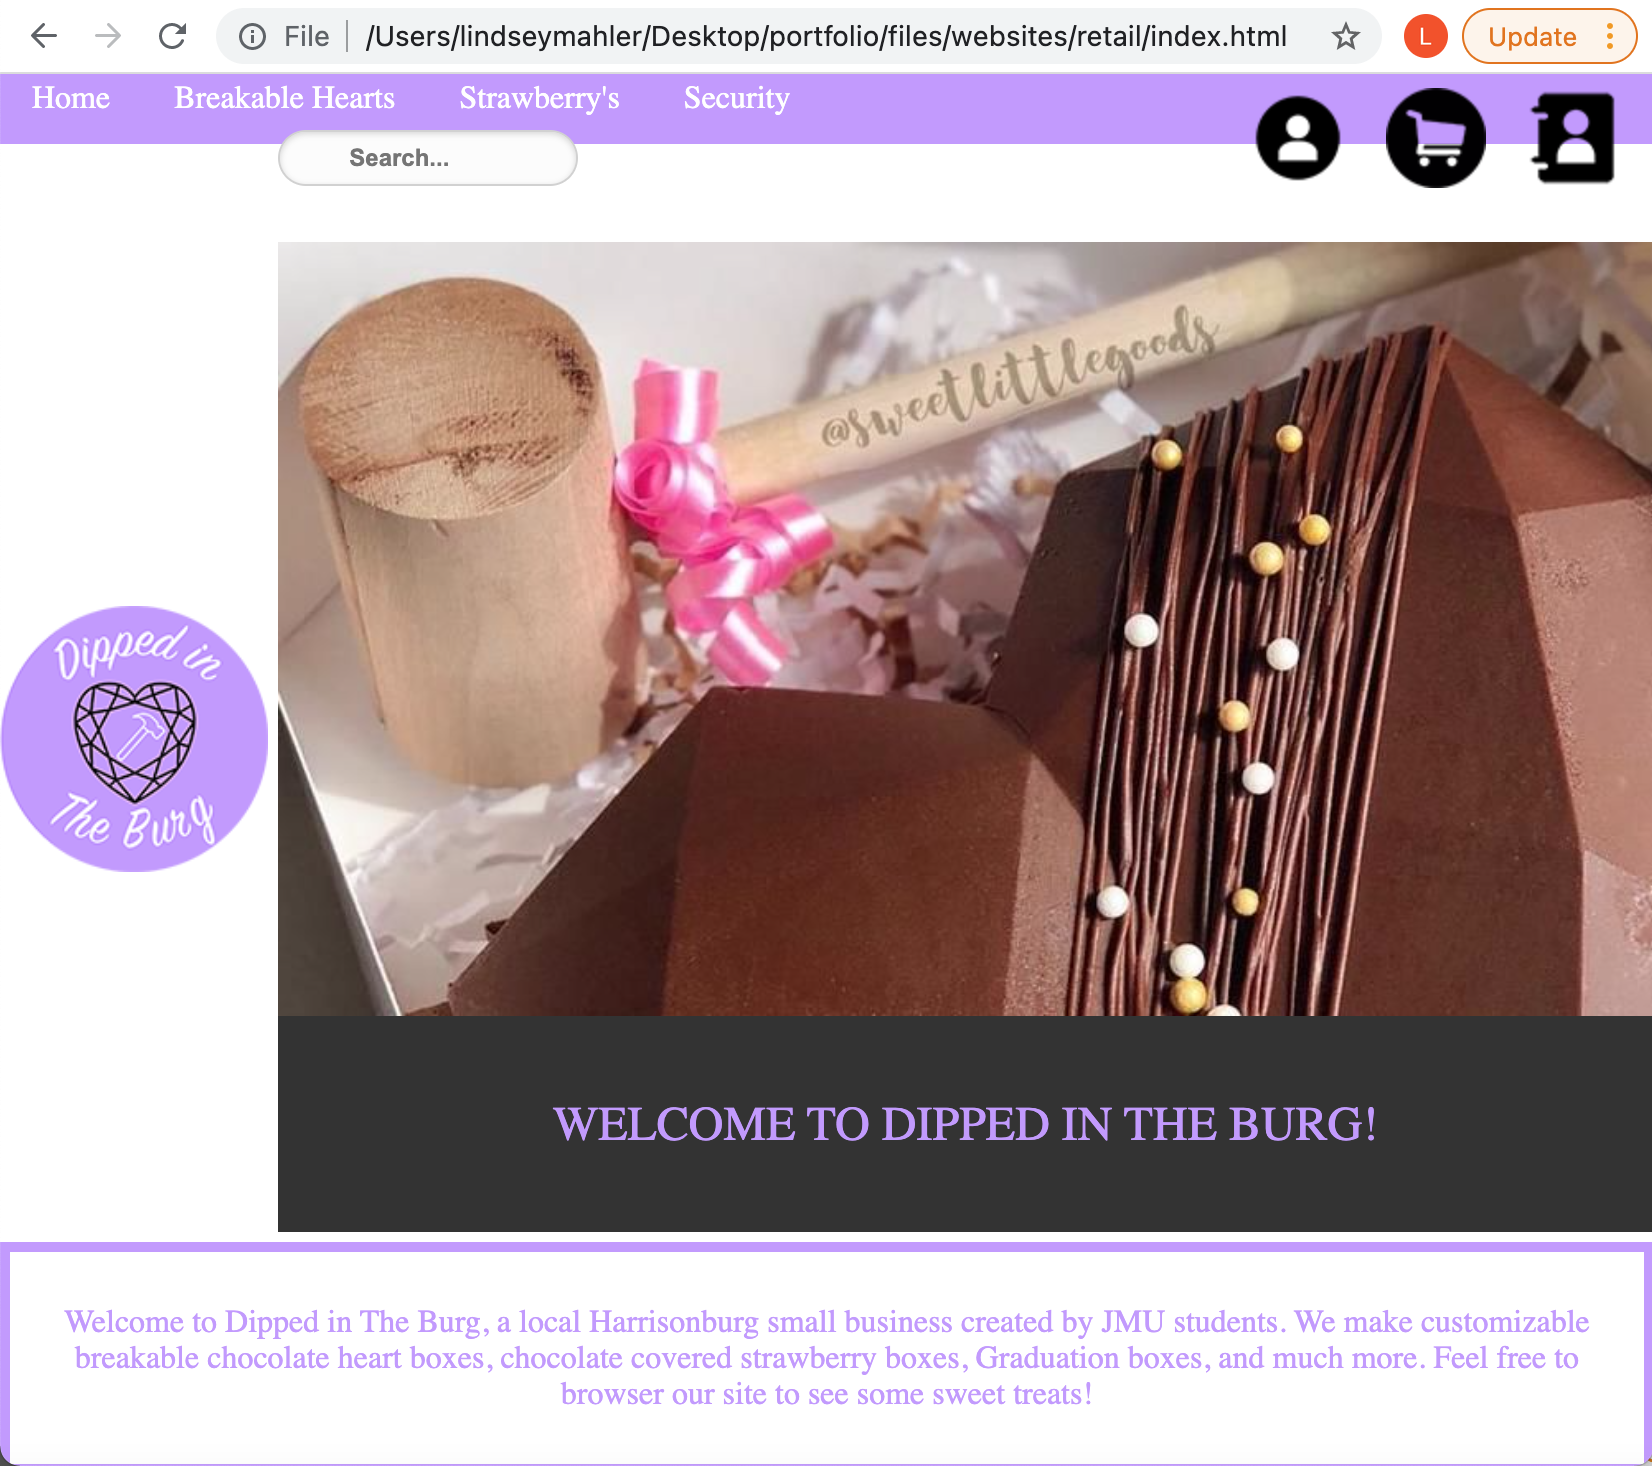 File
/Users/lindseymahler/Desktop/portfolio/files/websites/retail/index.html
L
Update
Home Breakable Hearts Strawberry's Security
Search...
@sweetlittlegoods
Dipped in
The Burg
WELCOME TO DIPPED IN THE BURG!
Welcome to Dipped in The Burg, a local Harrisonburg small business created by JMU students. We make customizable
breakable chocolate heart boxes, chocolate covered strawberry boxes, Graduation boxes, and much more. Feel free to
browser our site to see some sweet treats!